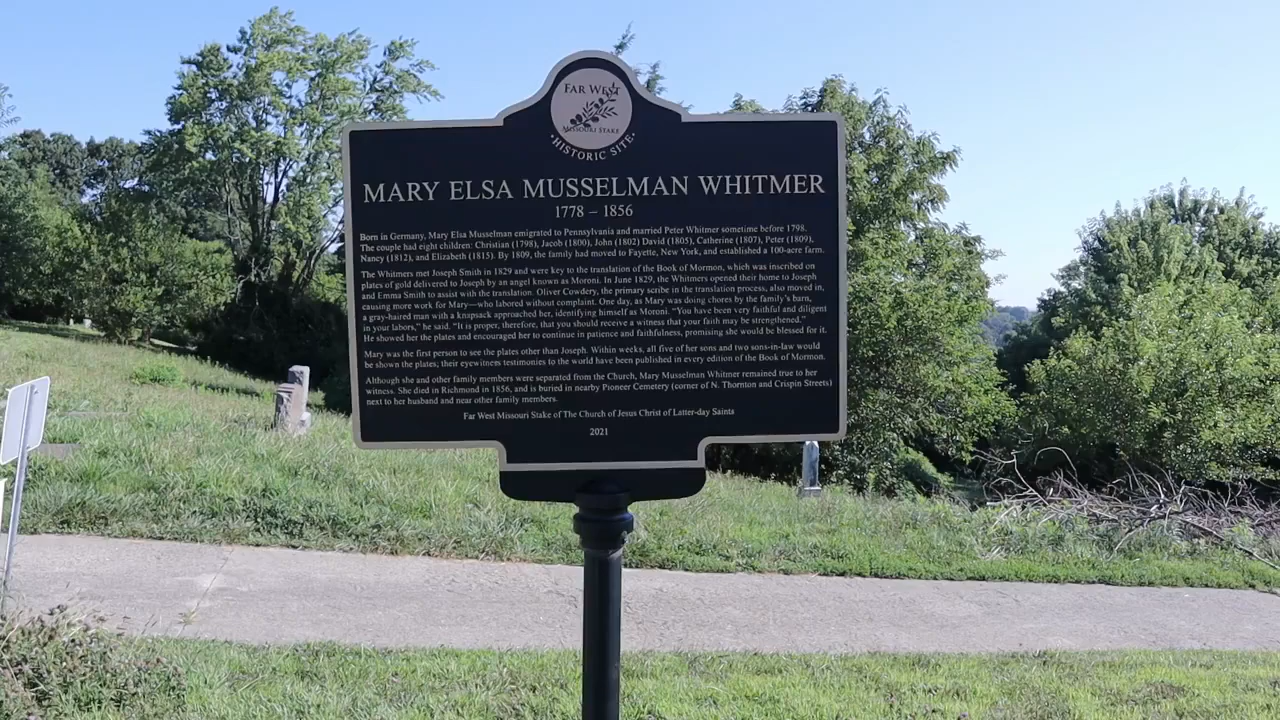 FAR WEST
MISSOURI STAKE
• HISTORIC SITE •
MARY ELSA MUSSELMAN WHITMER
1778 – 1856
Born in Germany, Mary Elsa Musselman emigrated to Pennsylvania and married Peter Whitmer sometime before 1798.
The couple had eight children: Christian (1798), Jacob (1800), John (1802) David (1805), Catherine (1807), Peter (1809),
Nancy (1812), and Elizabeth (1815). By 1809, the family had moved to Fayette, New York, and established a 100-acre farm.
The Whitmers met Joseph Smith in 1829 and were key to the translation of the Book of Mormon, which was inscribed on
plates of gold delivered to Joseph by an angel known as Moroni. In June 1829, the Whitmers opened their home to Joseph
and Emma Smith to assist with the translation. Oliver Cowdery, the primary scribe in the translation process, also moved in,
causing more work for Mary—who labored without complaint. One day, as Mary was doing chores by the family's barn,
a gray-haired man with a knapsack approached her, identifying himself as Moroni. "You have been very faithful and diligent
in your labors," he said. "It is proper, therefore, that you should receive a witness that your faith may be strengthened."
He showed her the plates and encouraged her to continue in patience and faithfulness, promising she would be blessed for it.
Mary was the first person to see the plates other than Joseph. Within weeks, all five of her sons and two sons-in-law would
be shown the plates; their eyewitness testimonies to the world have been published in every edition of the Book of Mormon.
Although she and other family members were separated from the Church, Mary Musselman Whitmer remained true to her
witness. She died in Richmond in 1856, and is buried in nearby Pioneer Cemetery (corner of N. Thornton and Crispin Streets)
next to her husband and near other family members.
Far West Missouri Stake of The Church of Jesus Christ of Latter-day Saints
2021